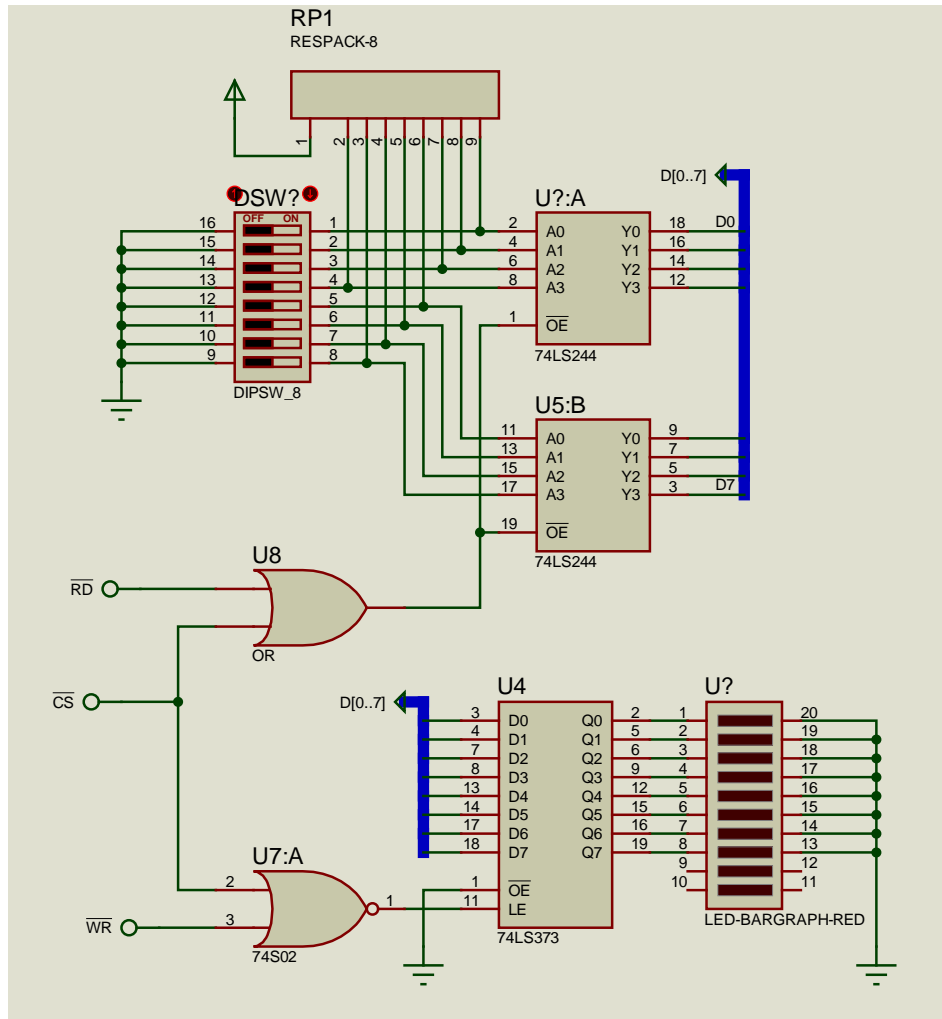 RP1
RESPACK-8
1 2 3 4 5 6 7 8 9
D[0..7]
DSW?
OFF ON
16 1
15 2
14 3
13 4
12 5
11 6
10 7
9 8
DIPSW_8
U?:A
2 A0 Y0 18 D0
4 A1 Y1 16
6 A2 Y2 14
8 A3 Y3 12
1 OE
74LS244
U5:B
11 A0 Y0 9
13 A1 Y1 7
15 A2 Y2 5
17 A3 Y3 3 D7
19 OE
74LS244
U8
RD
OR
CS
D[0..7]
U4
3 D0 Q0 2
4 D1 Q1 5
7 D2 Q2 6
8 D3 Q3 9
13 D4 Q4 12
14 D5 Q5 15
17 D6 Q6 16
18 D7 Q7 19
1 OE
11 LE
74LS373
U?
1 20
2 19
3 18
4 17
5 16
6 15
7 14
8 13
9 12
10 11
LED-BARGRAPH-RED
U7:A
2
3
1
WR
74S02